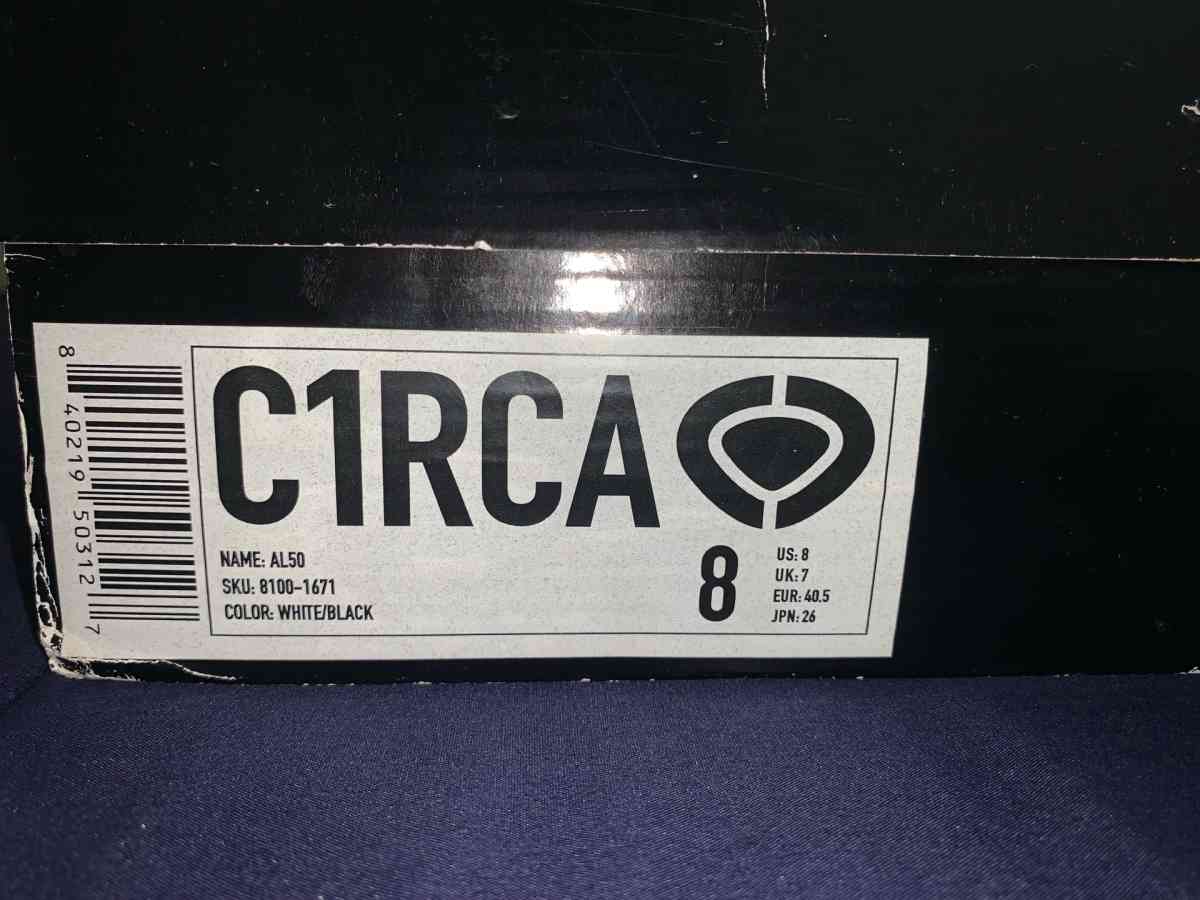 8 40219 50312 7
C1RCA
NAME: AL50
SKU: 8100-1671
COLOR: WHITE/BLACK
8
US: 8
UK: 7
EUR: 40.5
JPN: 26